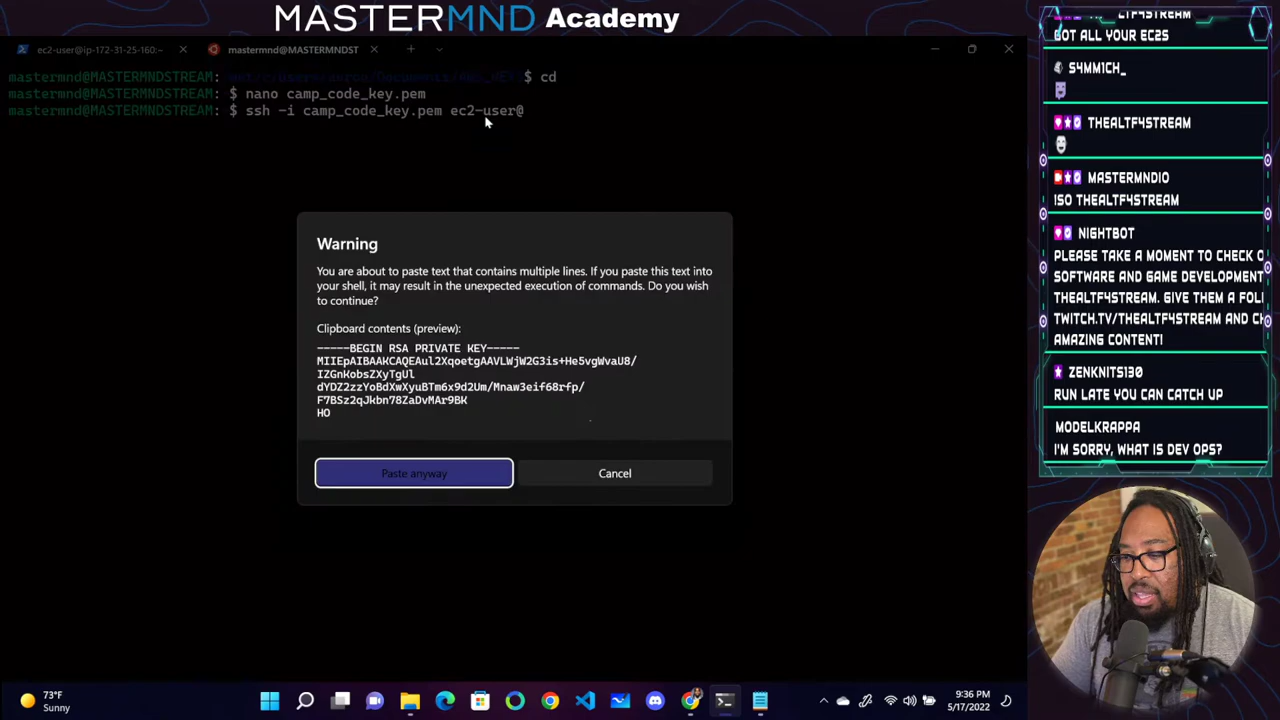 MASTERMND Academy
ec2-user@ip-172-31-25-160:~
mastermnd@MASTERMNDST
mastermnd@MASTERMNDSTREAM: $ cd
mastermnd@MASTERMNDSTREAM: $ nano camp_code_key.pem
mastermnd@MASTERMNDSTREAM: $ ssh -i camp_code_key.pem ec2-user@
Warning
You are about to paste text that contains multiple lines. If you paste this text into
your shell, it may result in the unexpected execution of commands. Do you wish
to continue?
Clipboard contents (preview):
-----BEGIN RSA PRIVATE KEY-----
MIIEpAIBAAKCAQEAul2XqoetgAAVLWjW2G3is+He5vgWvaU8/
IZGnKobsZXyTgUl
dYDZ2zzYoBdXwXyuBTm6x9d2Um/Mnaw3eif68rfp/
F7BSz2qJkbn78ZaDvMAr9BK
HO
Paste anyway
Cancel
GOT ALL YOUR EC2S
S4MM1CH_
THEALTF4STREAM
MASTERMNDIO
!SO THEALTF4STREAM
NIGHTBOT
PLEASE TAKE A MOMENT TO CHECK O
SOFTWARE AND GAME DEVELOPMENT
THEALTF4STREAM. GIVE THEM A FOL
TWITCH.TV/THEALTF4STREAM AND CH
AMAZING CONTENT!
ZENKNITS130
RUN LATE YOU CAN CATCH UP
MODELKRAPPA
I'M SORRY, WHAT IS DEV OPS?
73°F
Sunny
9:36 PM
5/17/2022